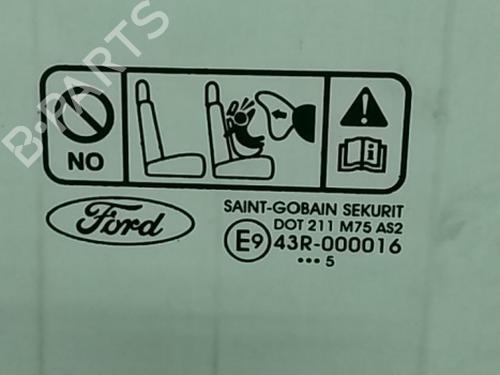 B-PARTS
NO
i
Ford
SAINT-GOBAIN SEKURIT
DOT 211 M75 AS2
E9 43R-000016
... 5